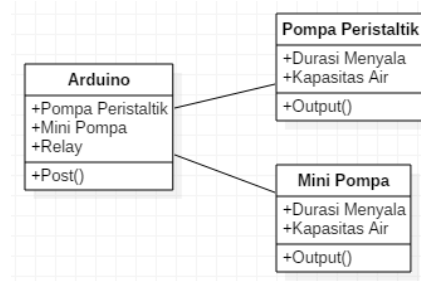 Arduino
+Pompa Peristaltik
+Mini Pompa
+Relay
+Post()
Pompa Peristaltik
+Durasi Menyala
+Kapasitas Air
+Output()
Mini Pompa
+Durasi Menyala
+Kapasitas Air
+Output()